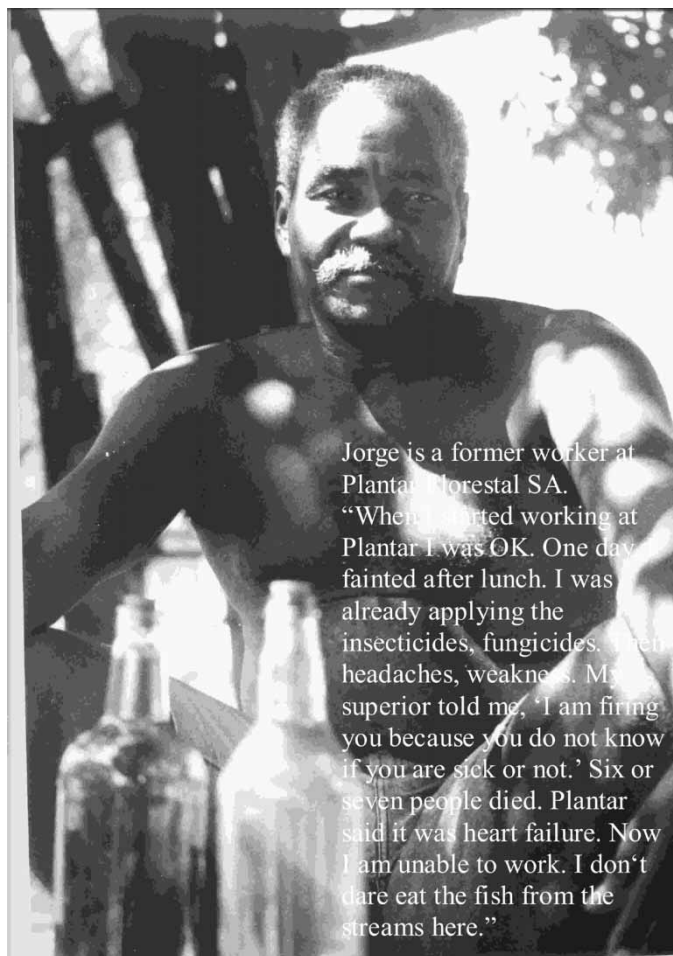 Jorge is a former worker at
Plantar Florestal SA.
“When I started working at
Plantar I was OK. One day I
fainted after lunch. I was
already applying the
insecticides, fungicides. Then
headaches, weakness. My
superior told me, ‘I am firing
you because you do not know
if you are sick or not.’ Six or
seven people died. Plantar
said it was heart failure. Now
I am unable to work. I don‘t
dare eat the fish from the
streams here.”